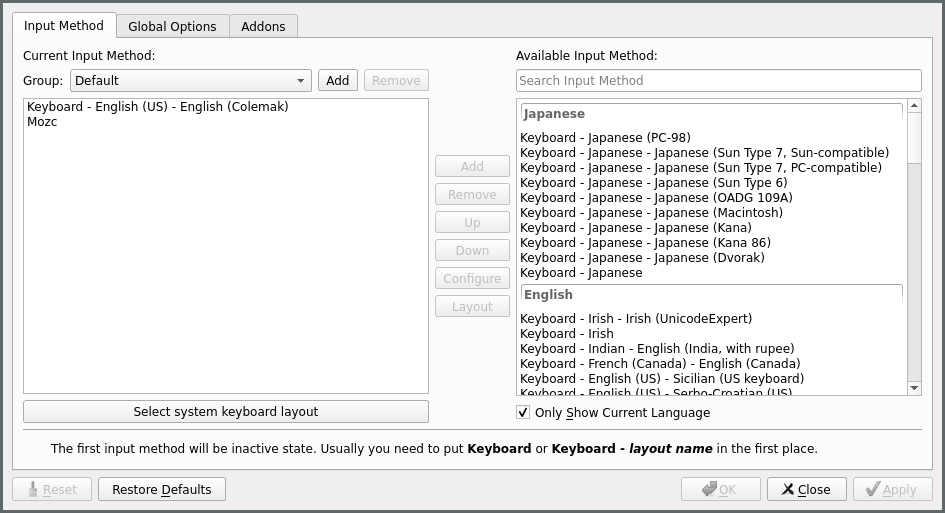 Input Method
Global Options
Addons
Current Input Method:
Group:
Default
Add
Remove
Keyboard - English (US) - English (Colemak)
Mozc
Select system keyboard layout
Add
Remove
Up
Down
Configure
Layout
Available Input Method:
Search Input Method
Japanese
Keyboard - Japanese (PC-98)
Keyboard - Japanese - Japanese (Sun Type 7, Sun-compatible)
Keyboard - Japanese - Japanese (Sun Type 7, PC-compatible)
Keyboard - Japanese - Japanese (Sun Type 6)
Keyboard - Japanese - Japanese (OADG 109A)
Keyboard - Japanese - Japanese (Macintosh)
Keyboard - Japanese - Japanese (Kana)
Keyboard - Japanese - Japanese (Kana 86)
Keyboard - Japanese - Japanese (Dvorak)
Keyboard - Japanese
English
Keyboard - Irish - Irish (UnicodeExpert)
Keyboard - Irish
Keyboard - Indian - English (India, with rupee)
Keyboard - French (Canada) - English (Canada)
Keyboard - English (US) - Sicilian (US keyboard)
Keyboard - English (US) - Serbo-Croatian (US)
Only Show Current Language
The first input method will be inactive state. Usually you need to put Keyboard or Keyboard - layout name in the first place.
Reset
Restore Defaults
OK
Close
Apply